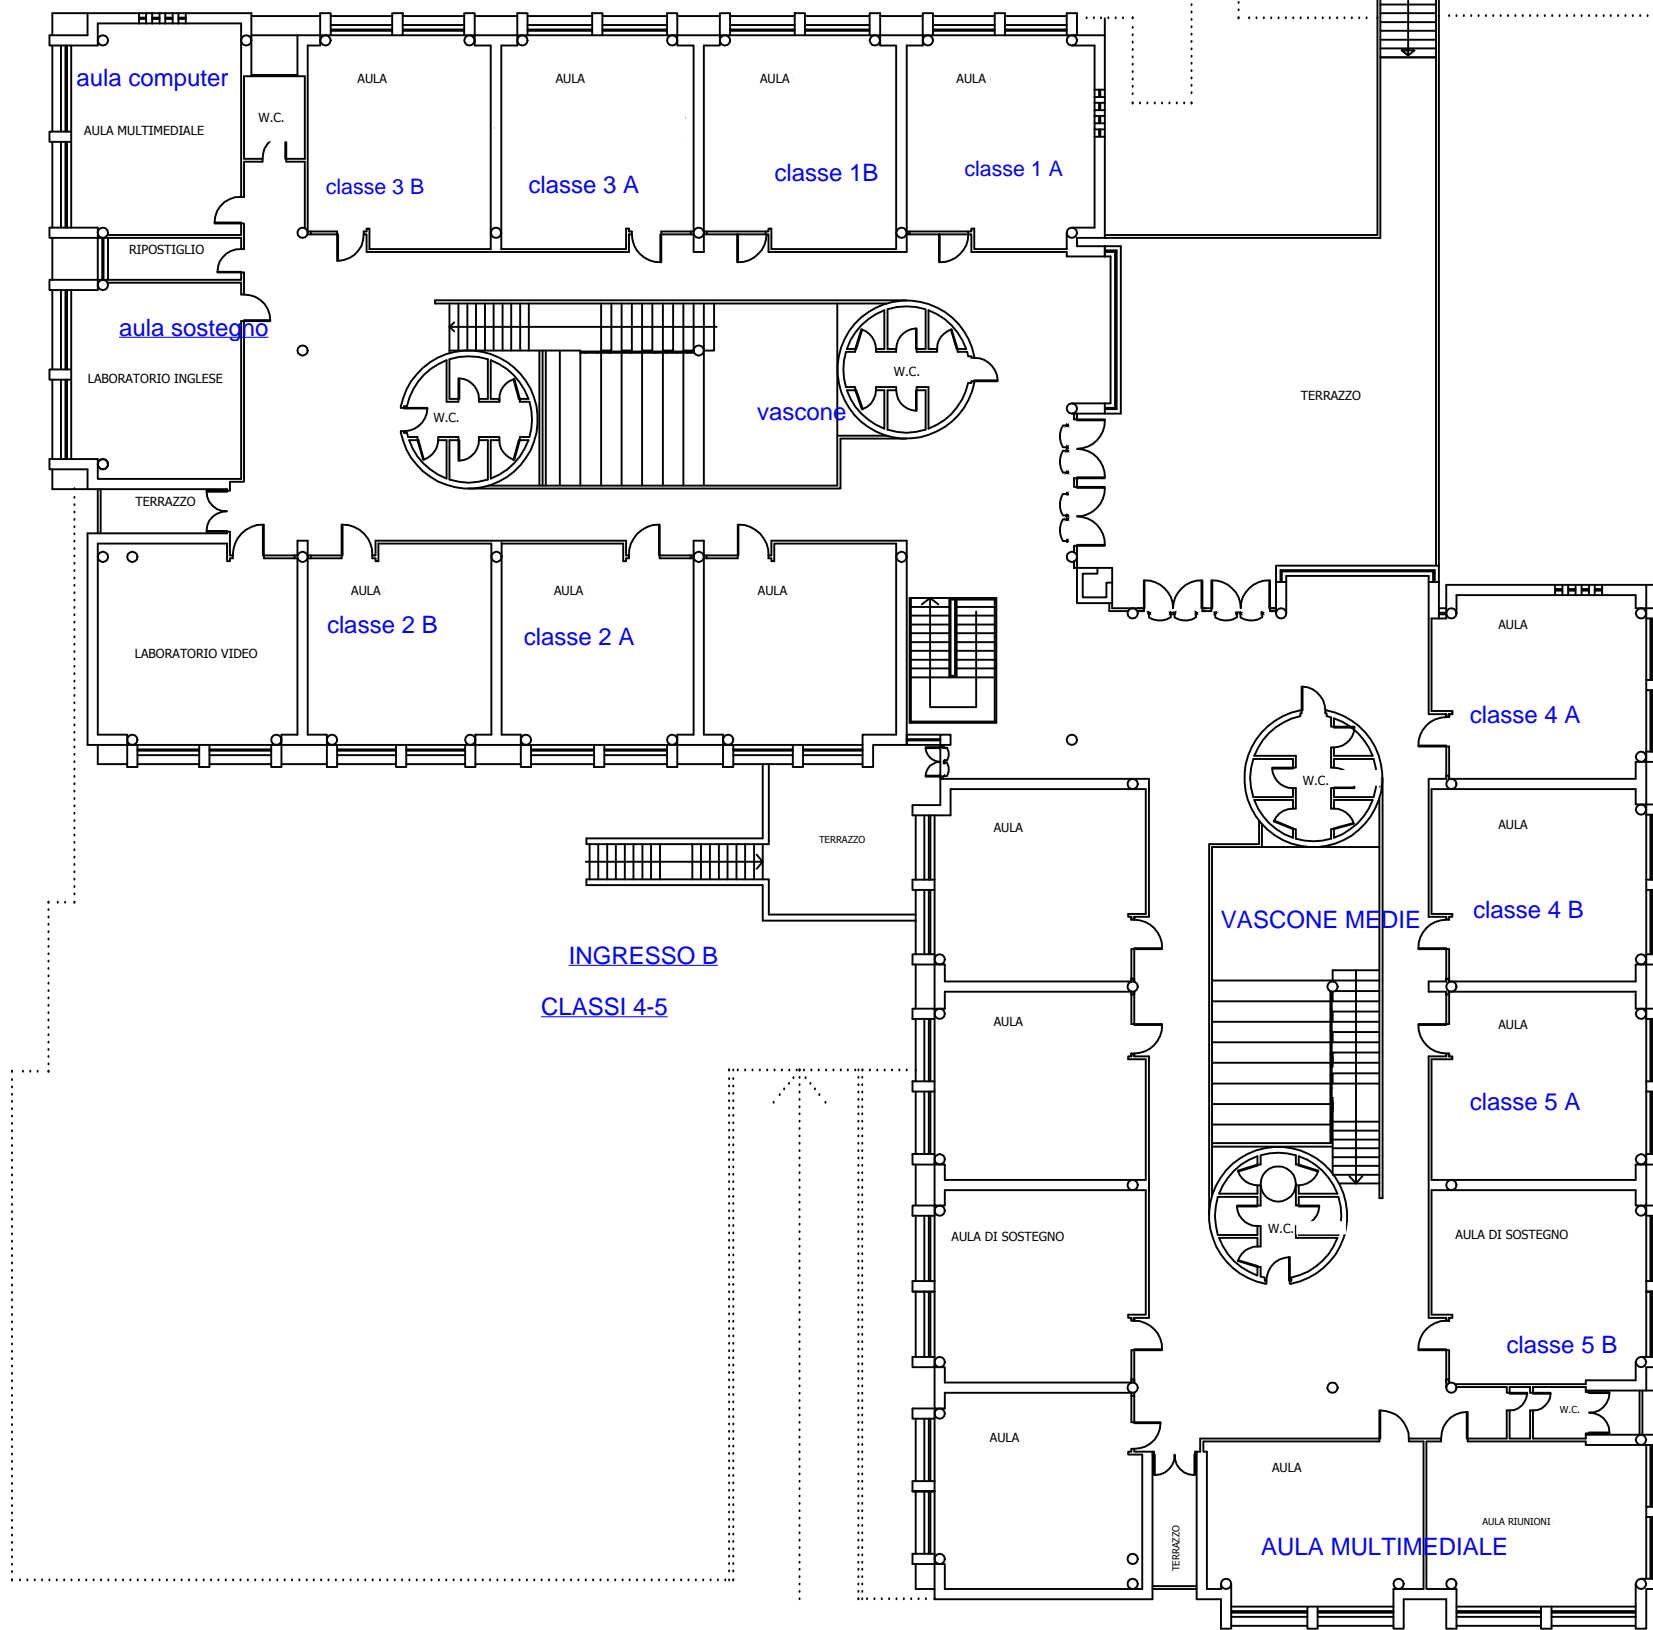 AULA
AULA
AULA
AULA
aula computer
W.C.
AULA MULTIMEDIALE
classe 3 B
classe 3 A
classe 1B
classe 1 A
RIPOSTIGLIO
aula sostegno
LABORATORIO INGLESE
W.C.
W.C.
vascone
TERRAZZO
TERRAZZO
AULA
AULA
AULA
classe 2 B
classe 2 A
LABORATORIO VIDEO
AULA
classe 4 A
W.C.
TERRAZZO
AULA
AULA
classe 4 B
VASCONE MEDIE
INGRESSO B
CLASSI 4-5
AULA
AULA
classe 5 A
AULA DI SOSTEGNO
W.C.
AULA DI SOSTEGNO
classe 5 B
W.C.
AULA
AULA
AULA RIUNIONI
AULA MULTIMEDIALE
TERRAZZO